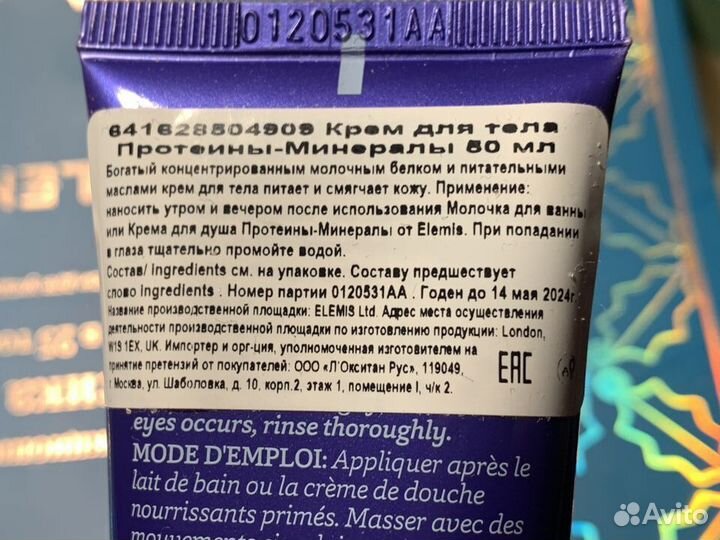 0120531AA
641628504909 Крем для тела
Протеины-Минералы 50 мл
Богатый концентрированным молочным белком и питательными
маслами крем для тела питает и смягчает кожу. Применение:
наносить утром и вечером после использования Молочка для ванны
или Крема для душа Протеины-Минералы от Elemis. При попадании
в глаза тщательно промойте водой.
Состав/ ingredients см. на упаковке. Составу предшествует
слово ingredients . Номер партии 0120531AA . Годен до 14 мая 2024г.
Название производственной площадки: ELEMIS Ltd. Адрес места осуществления
деятельности производственной площадки по изготовлению продукции: London,
W1S 1EX, UK. Импортер и орг-ция, уполномоченная изготовителем на
принятие претензий от покупателей: ООО «Л'Окситан Рус», 119049,
г.Москва, ул. Шаболовка, д. 10, корп.2, этаж 1, помещение I, ч/к 2.
EAC
eyes occurs, rinse thoroughly.
MODE D'EMPLOI: Appliquer après le
lait de bain ou la crème de douche
nourrissants primés. Masser avec des
Avito